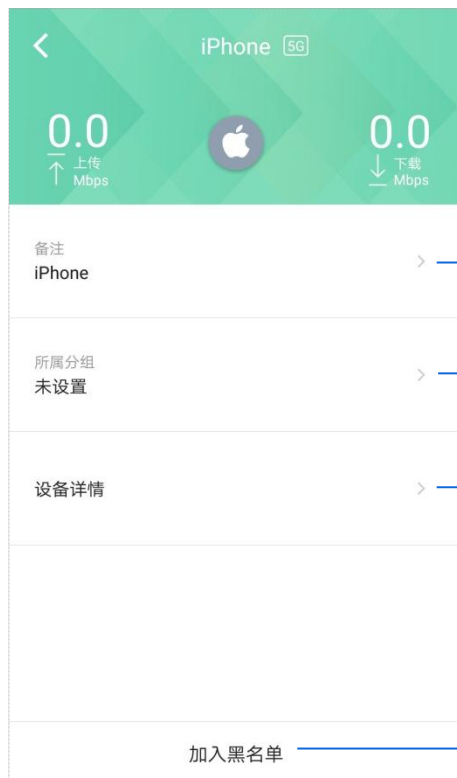 iPhone 5G
0.0
上传
Mbps
0.0
下载
Mbps
备注
iPhone
所属分组
未设置
设备详情
加入黑名单